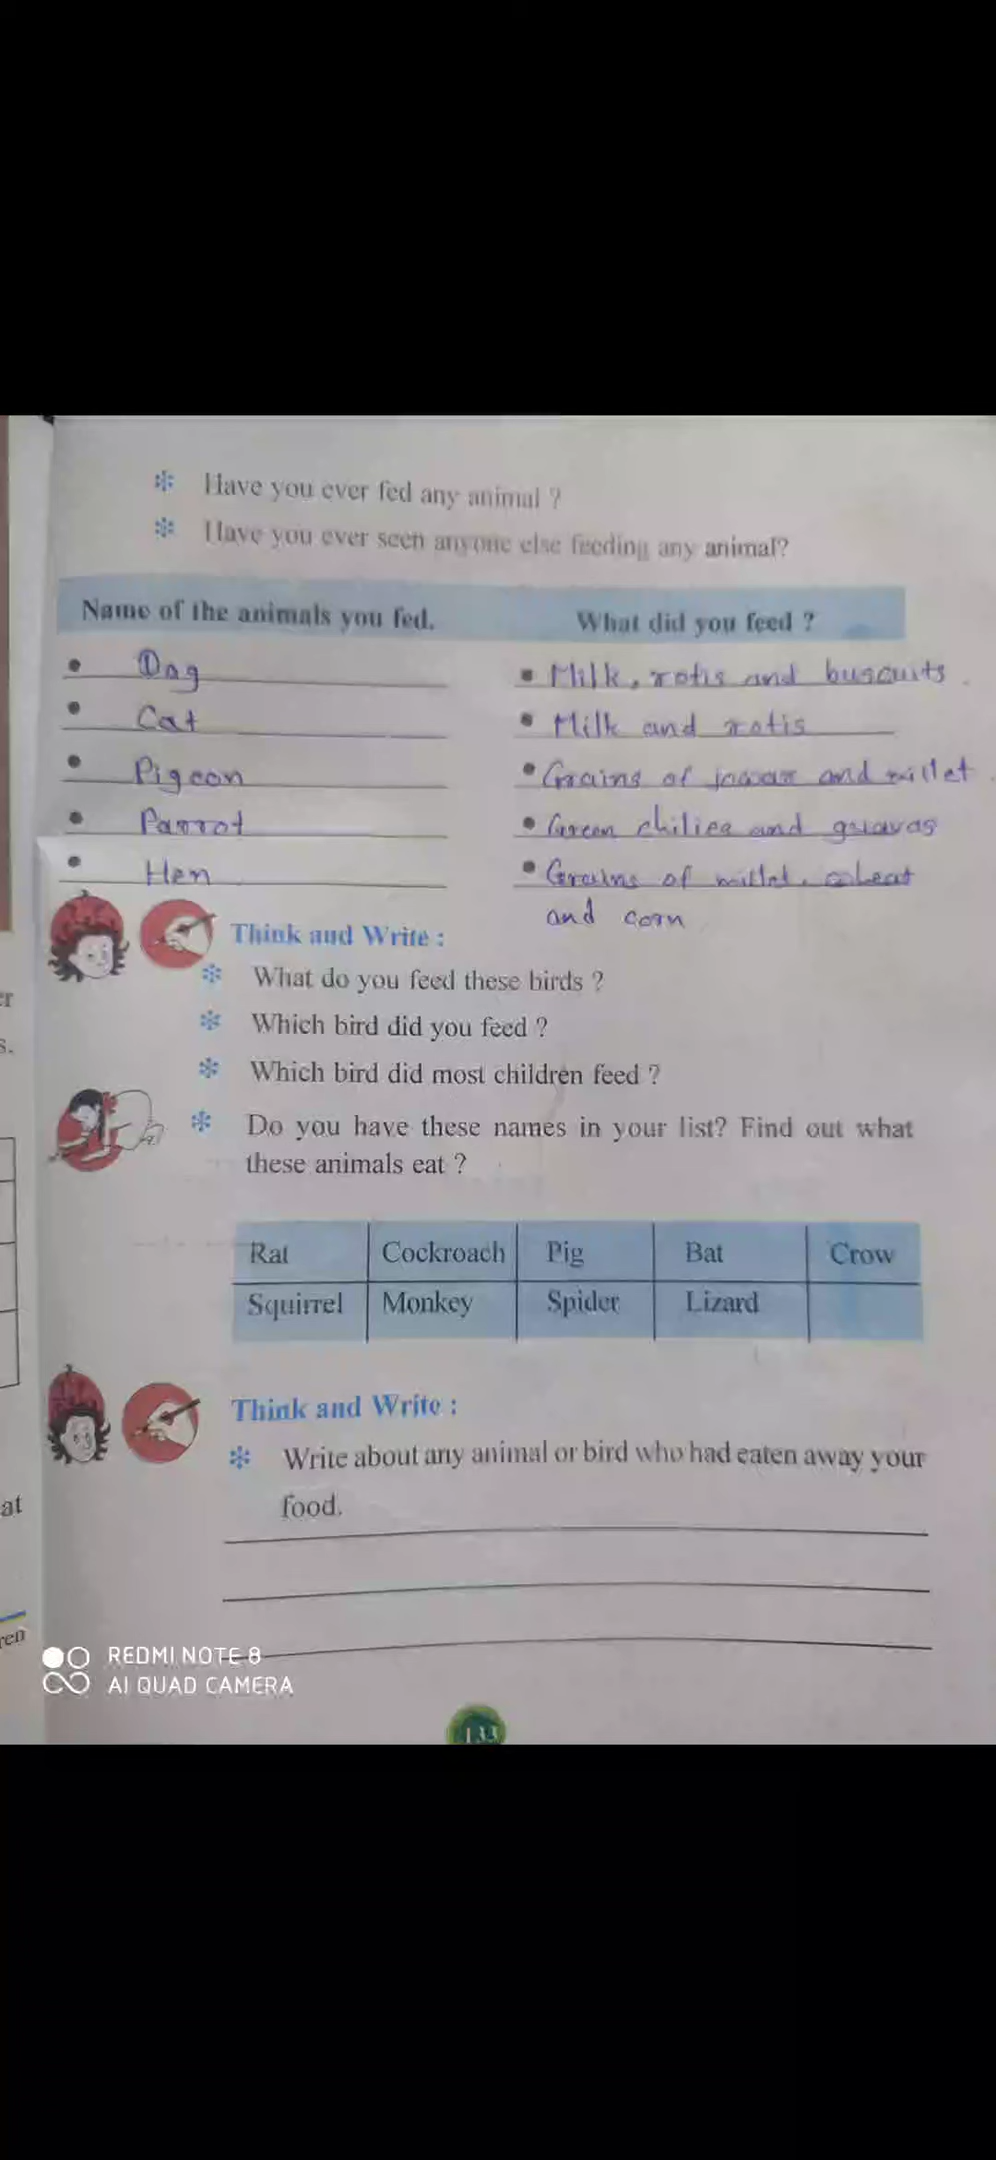 Have you ever fed any animal ?
Have you ever seen anyone else feeding any animal?
Name of the animals you fed. What did you feed ?
Dog Milk, rotis and buscuits.
Cat Milk and rotis
Pigeon Grains of jowar and millet.
Parrot Green chilies and guavas
Hen Grains of millet, wheat
and corn
Think and Write :
What do you feed these birds ?
Which bird did you feed ?
Which bird did most children feed ?
Do you have these names in your list? Find out what
these animals eat ?
Rat Cockroach Pig Bat Crow
Squirrel Monkey Spider Lizard
Think and Write :
Write about any animal or bird who had eaten away your
food.
er
s.
at
ren
REDMI NOTE 8
AI QUAD CAMERA
133